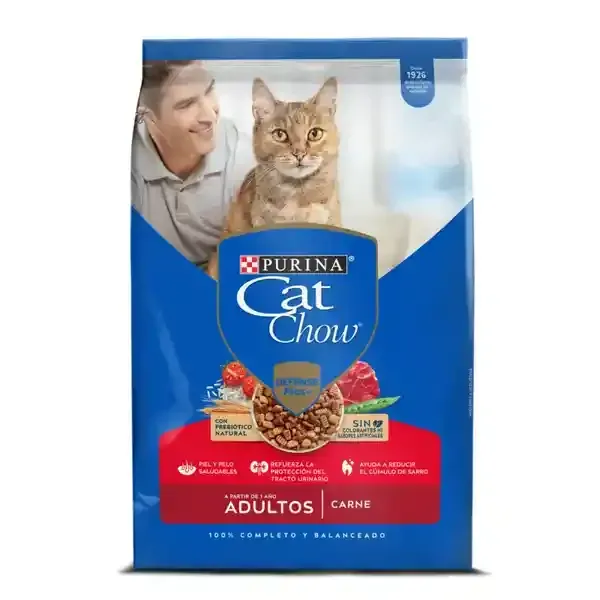 1926
PURINA®
Cat
Chow®
DEFENSE
PLUS
CON
PREBIÓTICO
NATURAL
SIN
COLORANTES NI
SABORES ARTIFICIALES
PIEL Y PELO
SALUDABLES
REFUERZA LA
PROTECCIÓN DEL
TRACTO URINARIO
AYUDA A REDUCIR
EL CÚMULO DE SARRO
A PARTIR DE 1 AÑO
ADULTOS | CARNE
100% COMPLETO Y BALANCEADO